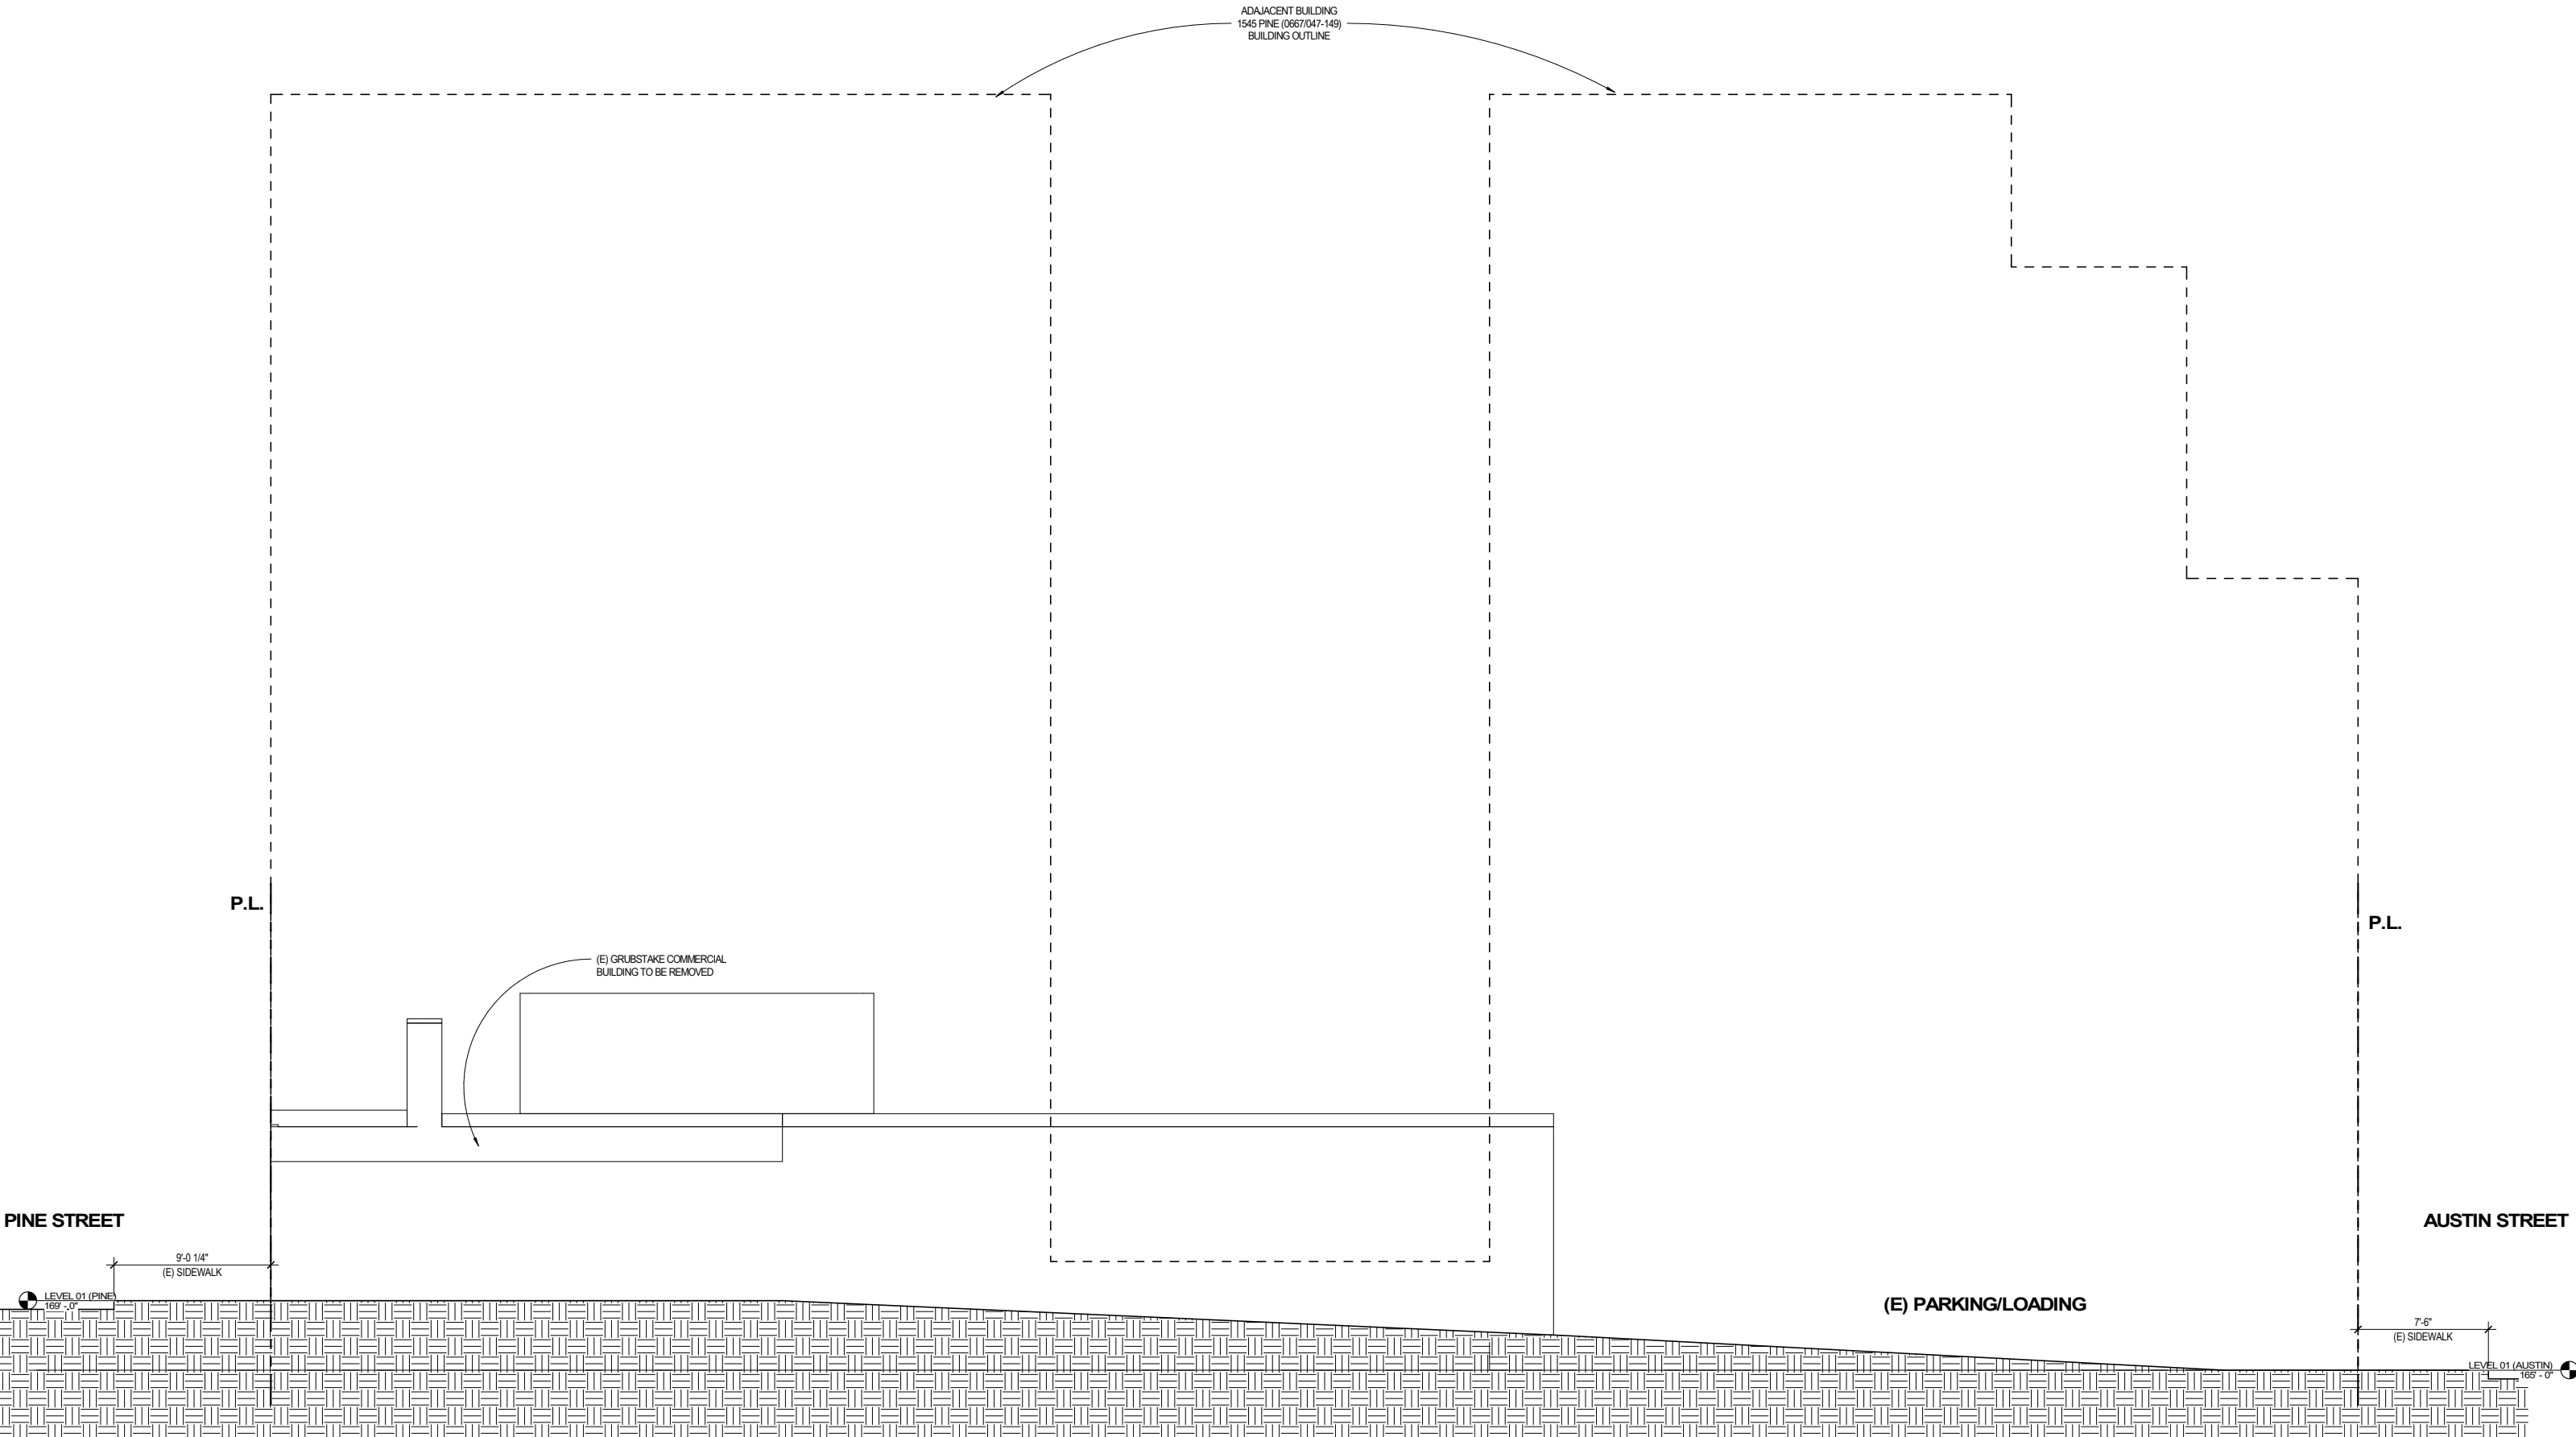 ADAJACENT BUILDING
1545 PINE (0667/047-149)
BUILDING OUTLINE
P.L.
P.L.
(E) GRUBSTAKE COMMERCIAL
BUILDING TO BE REMOVED
PINE STREET
AUSTIN STREET
9'-0 1/4"
(E) SIDEWALK
LEVEL 01 (PINE)
169' - 0"
(E) PARKING/LOADING
7'-6"
(E) SIDEWALK
LEVEL 01 (AUSTIN)
165' - 0"